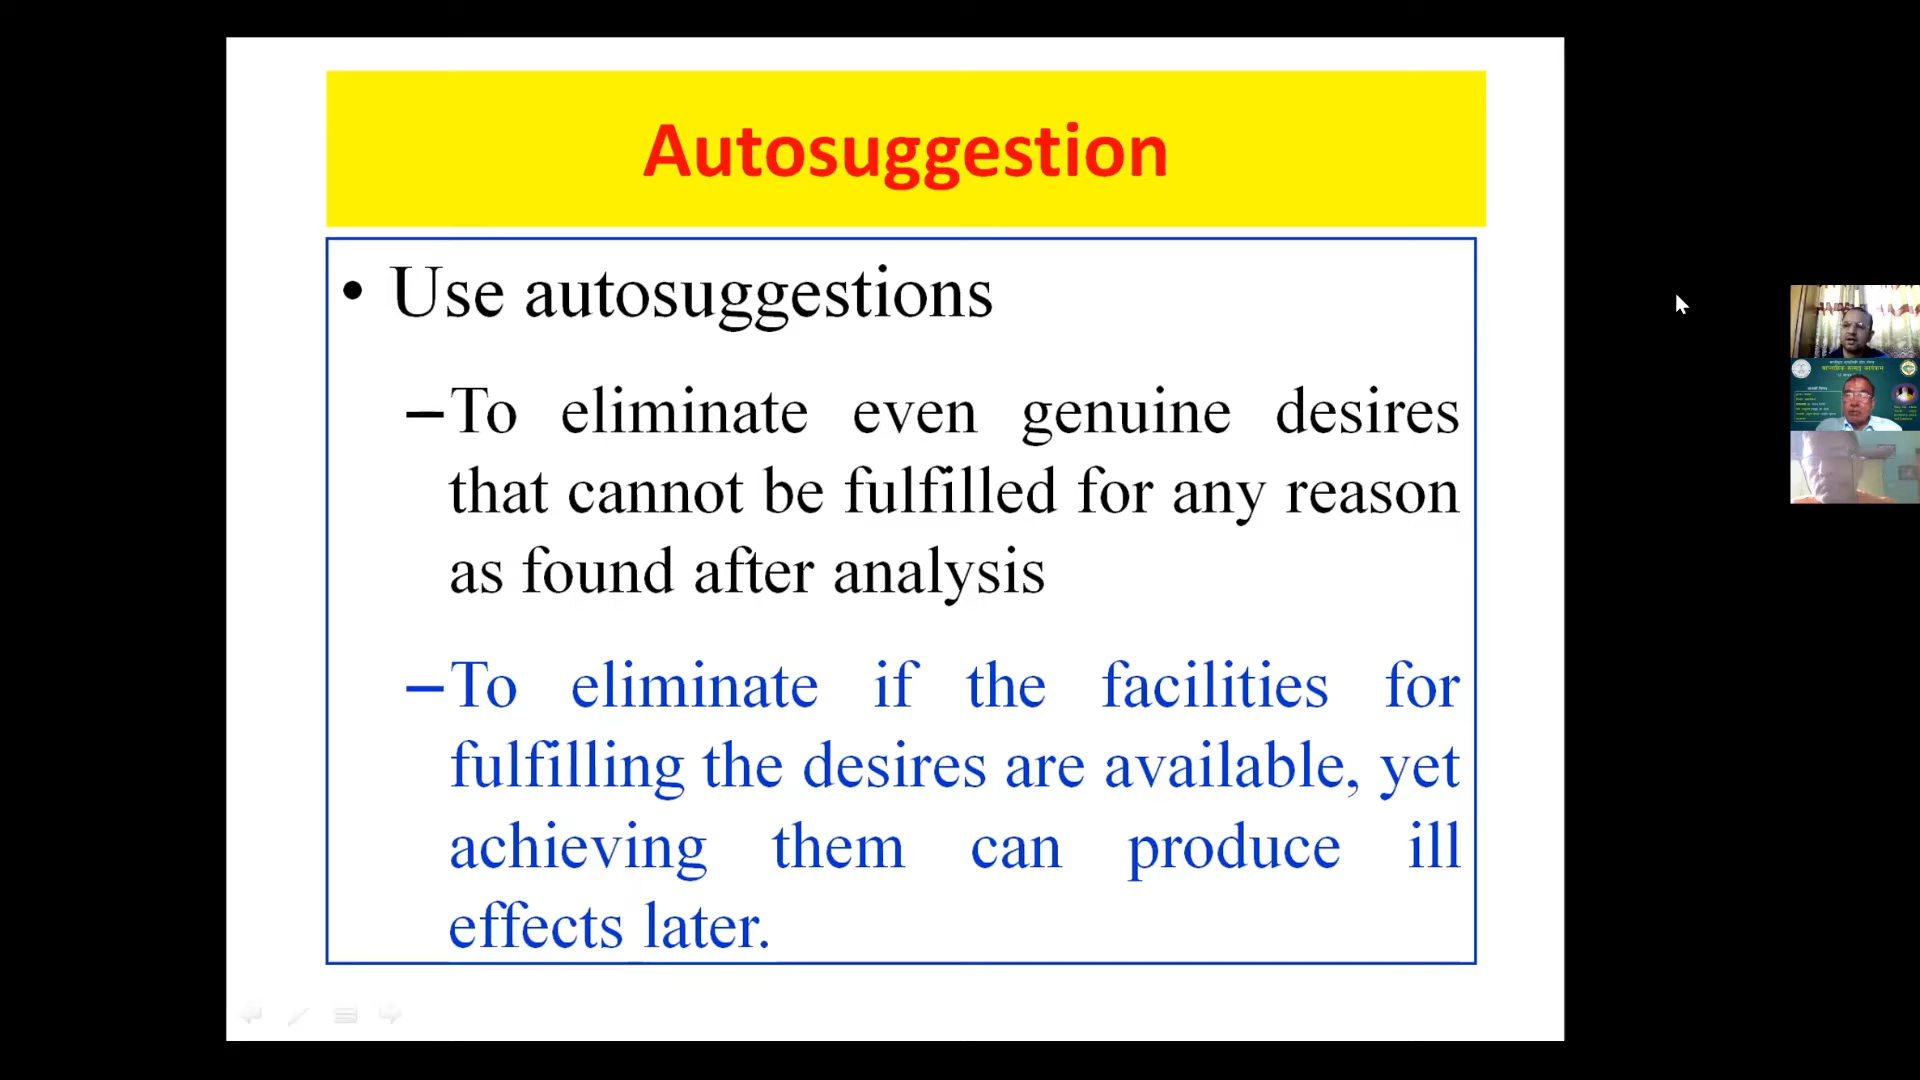 Autosuggestion
• Use autosuggestions
–To eliminate even genuine desires
that cannot be fulfilled for any reason
as found after analysis
–To eliminate if the facilities for
fulfilling the desires are available, yet
achieving them can produce ill
effects later.